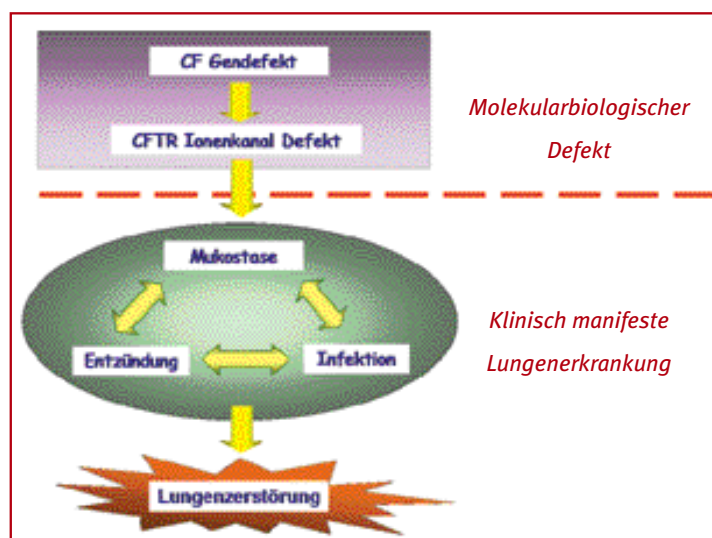 CF Gendefekt
CFTR Ionenkanal Defekt
Molekularbiologischer
Defekt
Mukostase
Entzündung
Infektion
Klinisch manifeste
Lungenerkrankung
Lungenzerstörung